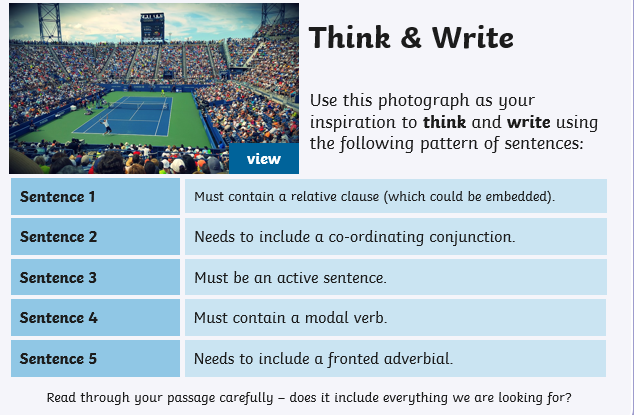 Think & Write
Use this photograph as your
inspiration to think and write using
the following pattern of sentences:
view
Sentence 1 Must contain a relative clause (which could be embedded).
Sentence 2 Needs to include a co-ordinating conjunction.
Sentence 3 Must be an active sentence.
Sentence 4 Must contain a modal verb.
Sentence 5 Needs to include a fronted adverbial.
Read through your passage carefully – does it include everything we are looking for?